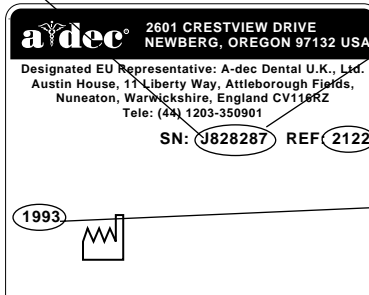 a dec®
2601 CRESTVIEW DRIVE
NEWBERG, OREGON 97132 USA
Designated EU Representative: A-dec Dental U.K., Ltd.
Austin House, 11 Liberty Way, Attleborough Fields,
Nuneaton, Warwickshire, England CV116RZ
Tele: (44) 1203-350901
SN: J828287 REF: 2122
1993